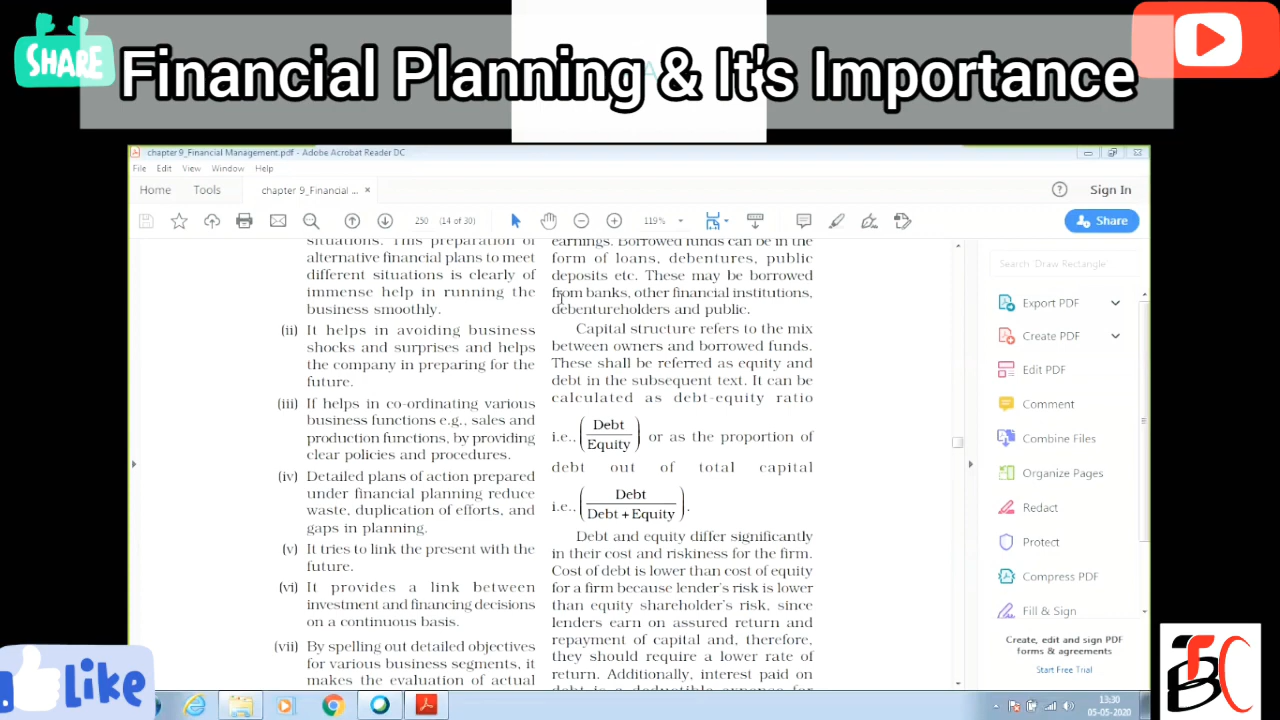 SHARE
Financial Planning & It's Importance
chapter 9_Financial Management.pdf - Adobe Acrobat Reader DC
File Edit View Window Help
Home Tools chapter 9_Financial ... ×
Sign In
250 (14 of 30) 119%
Share
situations. This preparation of
alternative financial plans to meet
different situations is clearly of
immense help in running the
business smoothly.
(ii) It helps in avoiding business
shocks and surprises and helps
the company in preparing for the
future.
(iii) If helps in co-ordinating various
business functions e.g., sales and
production functions, by providing
clear policies and procedures.
(iv) Detailed plans of action prepared
under financial planning reduce
waste, duplication of efforts, and
gaps in planning.
(v) It tries to link the present with the
future.
(vi) It provides a link between
investment and financing decisions
on a continuous basis.
(vii) By spelling out detailed objectives
for various business segments, it
makes the evaluation of actual
earnings. Borrowed funds can be in the
form of loans, debentures, public
deposits etc. These may be borrowed
from banks, other financial institutions,
debentureholders and public.
Capital structure refers to the mix
between owners and borrowed funds.
These shall be referred as equity and
debt in the subsequent text. It can be
calculated as debt-equity ratio
i.e., (Debt/Equity) or as the proportion of
debt out of total capital
i.e., (Debt/Debt + Equity).
Debt and equity differ significantly
in their cost and riskiness for the firm.
Cost of debt is lower than cost of equity
for a firm because lender's risk is lower
than equity shareholder's risk, since
lenders earn on assured return and
repayment of capital and, therefore,
they should require a lower rate of
return. Additionally, interest paid on
debt is a deductible expense for
Search 'Draw Rectangle'
Export PDF
Create PDF
Edit PDF
Comment
Combine Files
Organize Pages
Redact
Protect
Compress PDF
Fill & Sign
Create, edit and sign PDF
forms & agreements
Start Free Trial
Like
13:30
05-05-2020